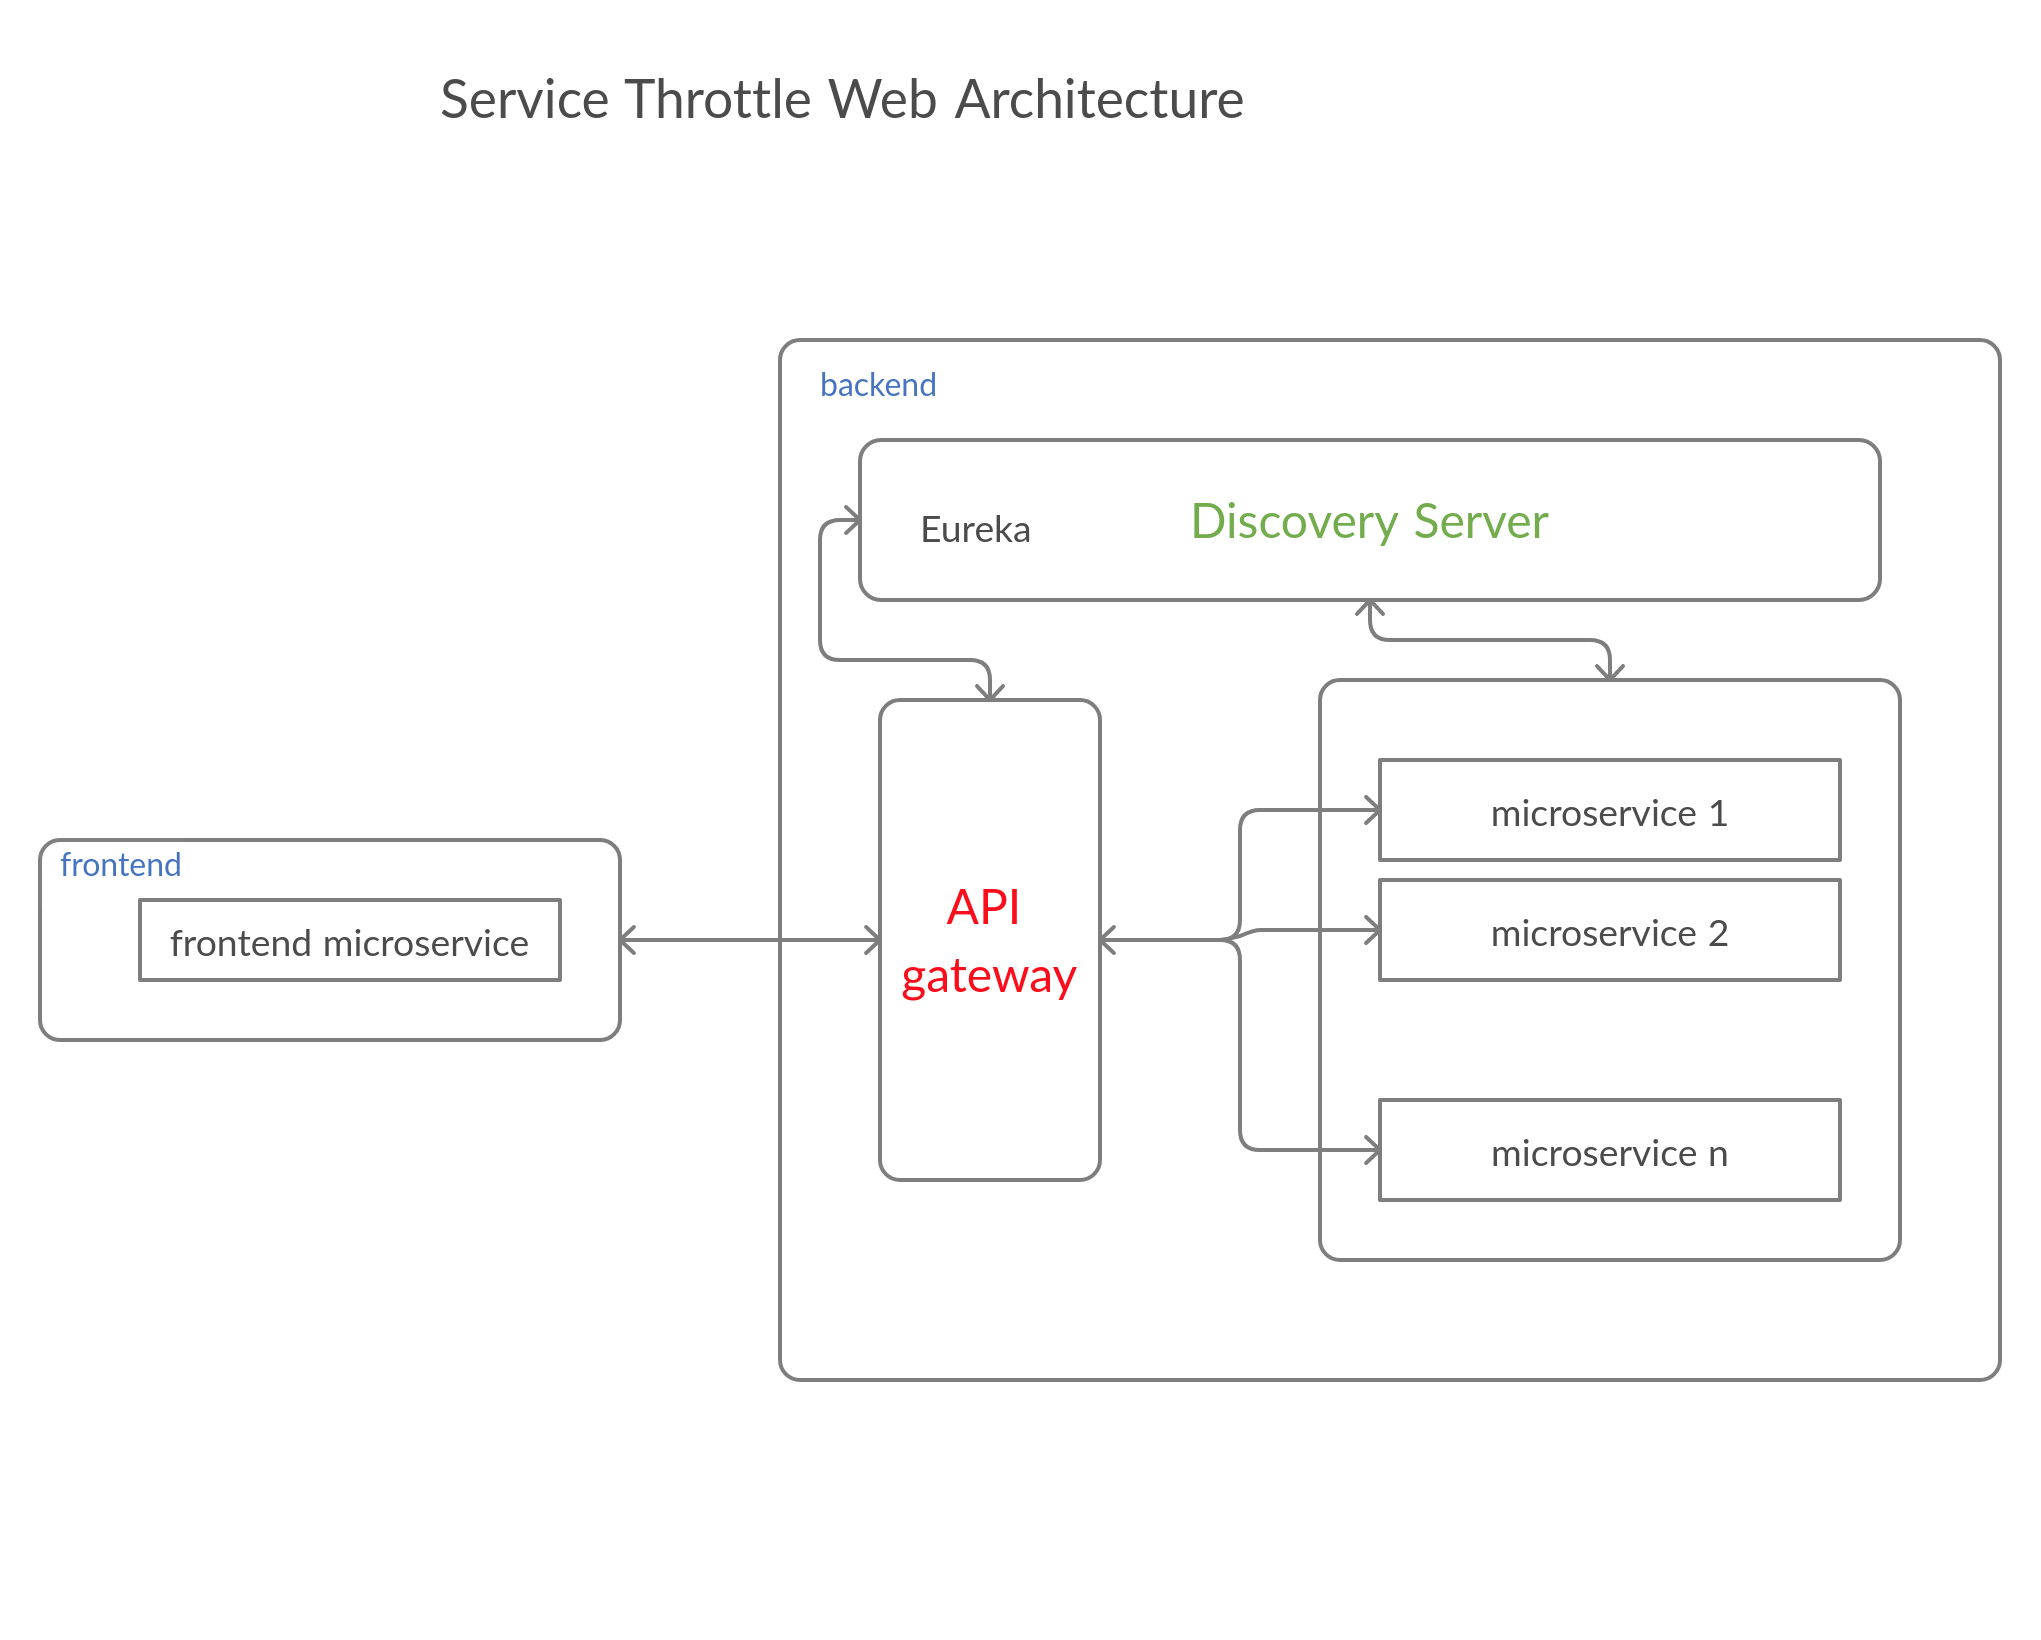 Service Throttle Web Architecture
backend
Eureka
Discovery Server
frontend
frontend microservice
API
gateway
microservice 1
microservice 2
microservice n